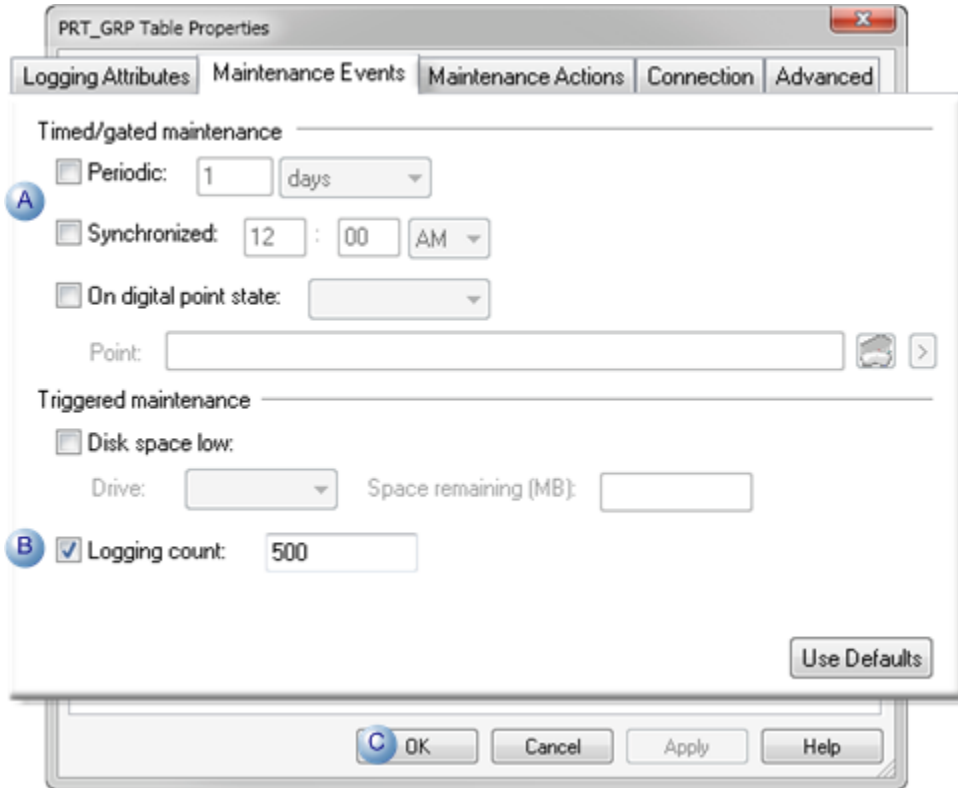 PRT_GRP Table Properties
Logging Attributes Maintenance Events Maintenance Actions Connection Advanced
Timed/gated maintenance
Periodic: 1 days
A
Synchronized: 12 : 00 AM
On digital point state:
Point: >
Triggered maintenance
Disk space low:
Drive: Space remaining (MB):
B Logging count: 500
Use Defaults
C OK Cancel Apply Help